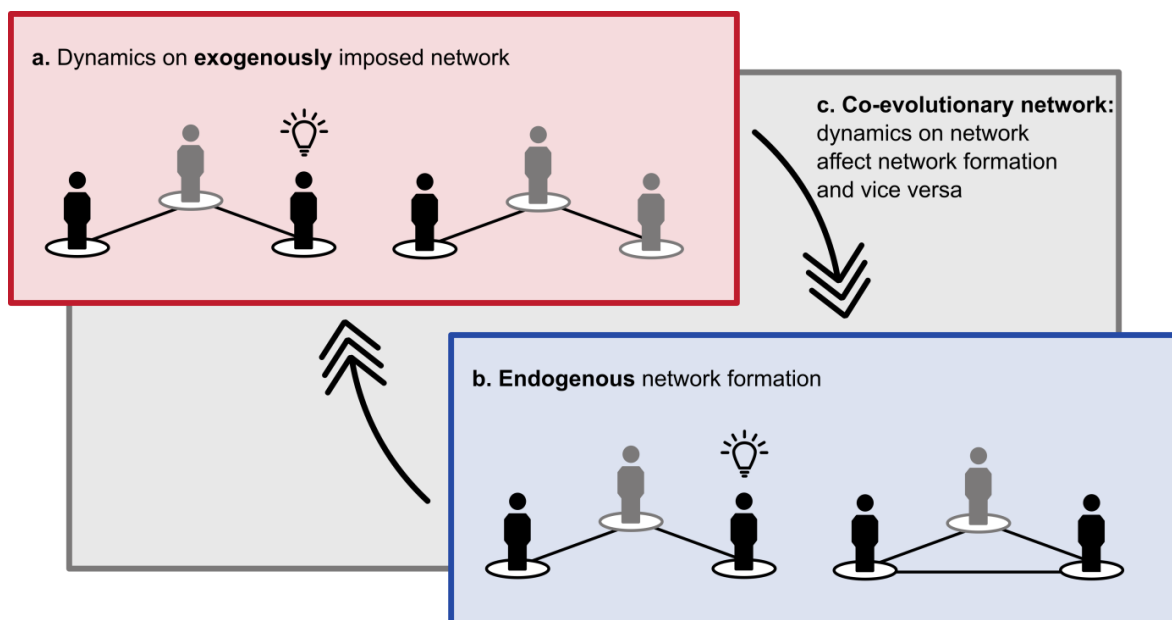 a. Dynamics on exogenously imposed network
c. Co-evolutionary network:
dynamics on network
affect network formation
and vice versa
b. Endogenous network formation